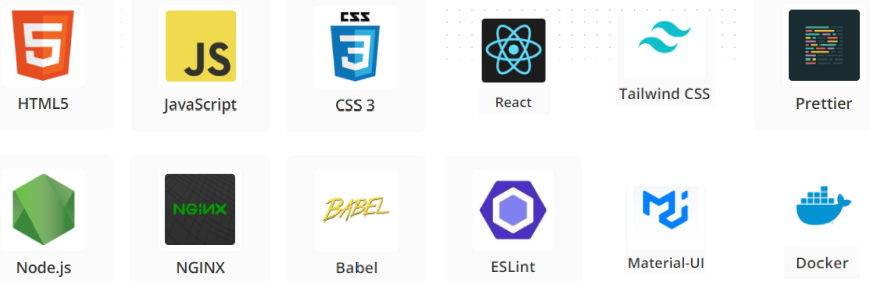 5
JS
CSS
3
HTML5
JavaScript
CSS 3
React
Tailwind CSS
Prettier
NGiNX
BABEL
Node.js
NGINX
Babel
ESLint
Material-UI
Docker